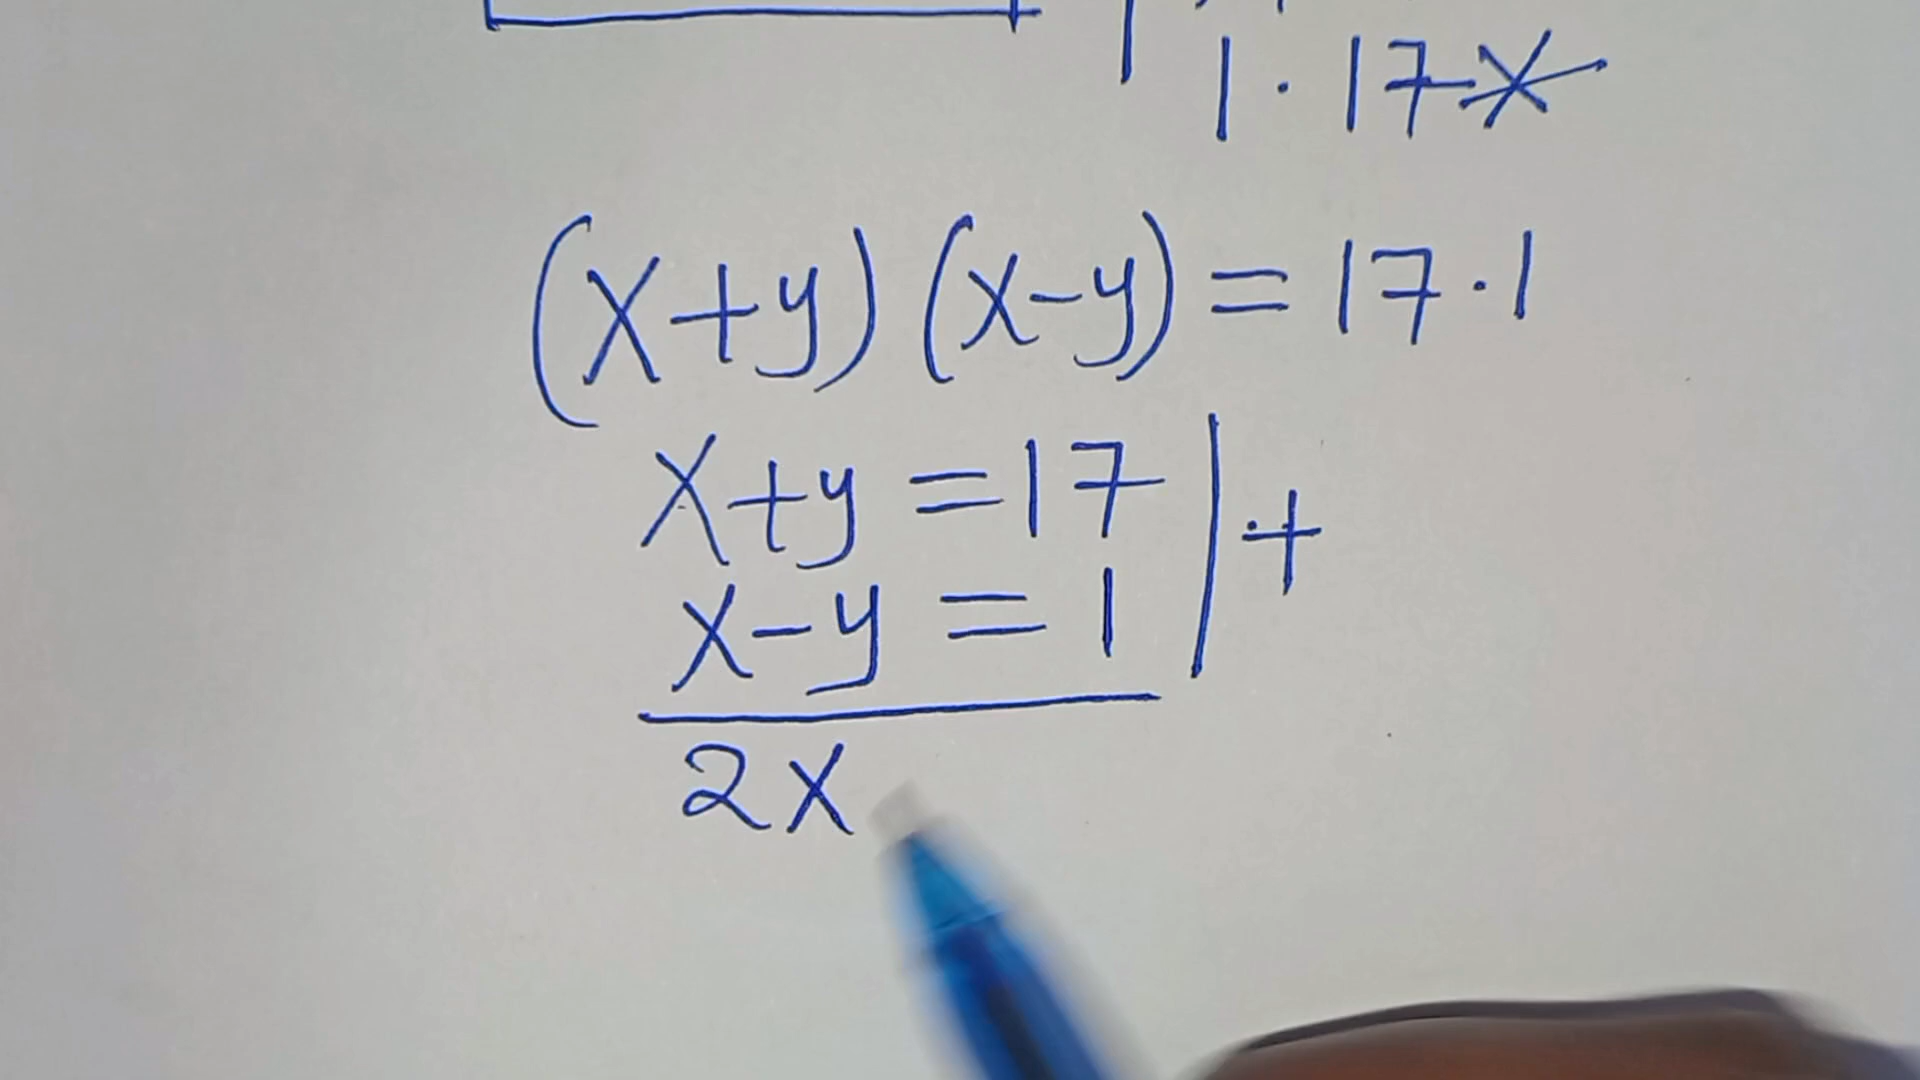 1 · 17 X
(x+y)(x-y) = 17 · 1
x+y = 17 | +
x-y = 1
2x